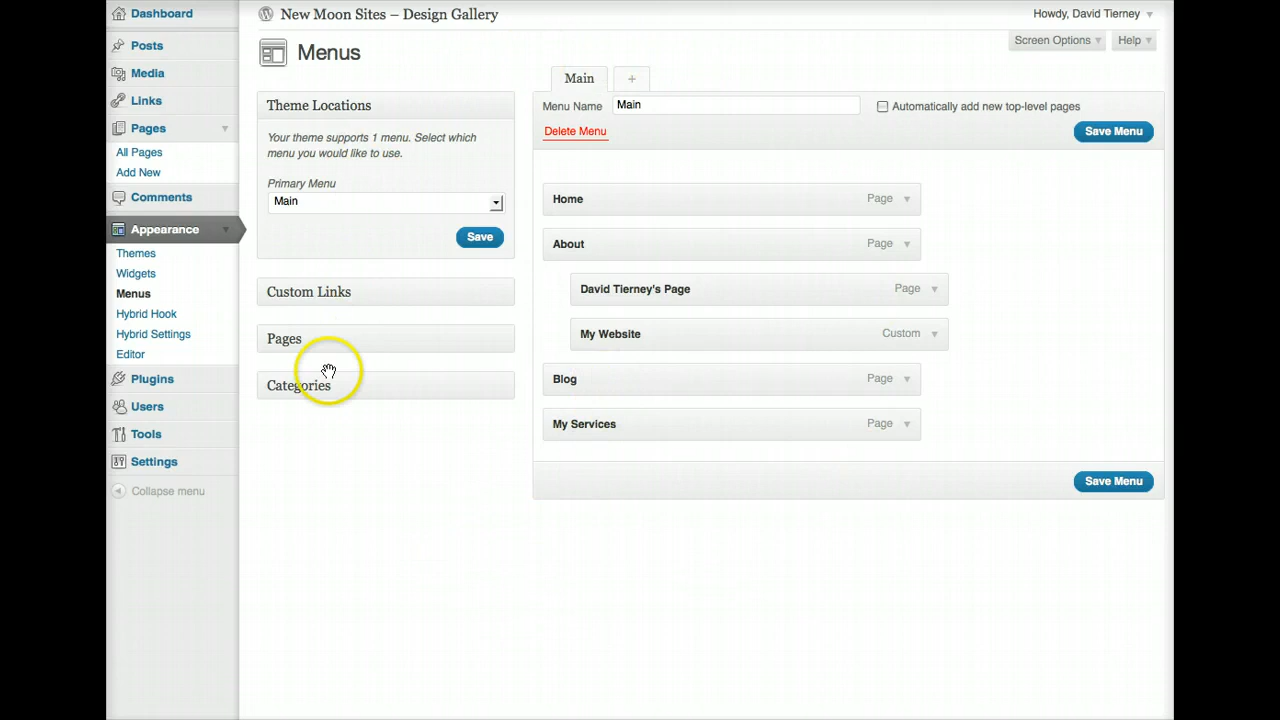 Dashboard
Posts
Media
Links
Pages
All Pages
Add New
Comments
Appearance
Themes
Widgets
Menus
Hybrid Hook
Hybrid Settings
Editor
Plugins
Users
Tools
Settings
Collapse menu
New Moon Sites – Design Gallery
Howdy, David Tierney
Screen Options
Help
Menus
Theme Locations
Your theme supports 1 menu. Select which
menu you would like to use.
Primary Menu
Main
Save
Custom Links
Pages
Categories
Main
+
Menu Name
Main
Automatically add new top-level pages
Delete Menu
Save Menu
Home Page
About Page
David Tierney's Page Page
My Website Custom
Blog Page
My Services Page
Save Menu